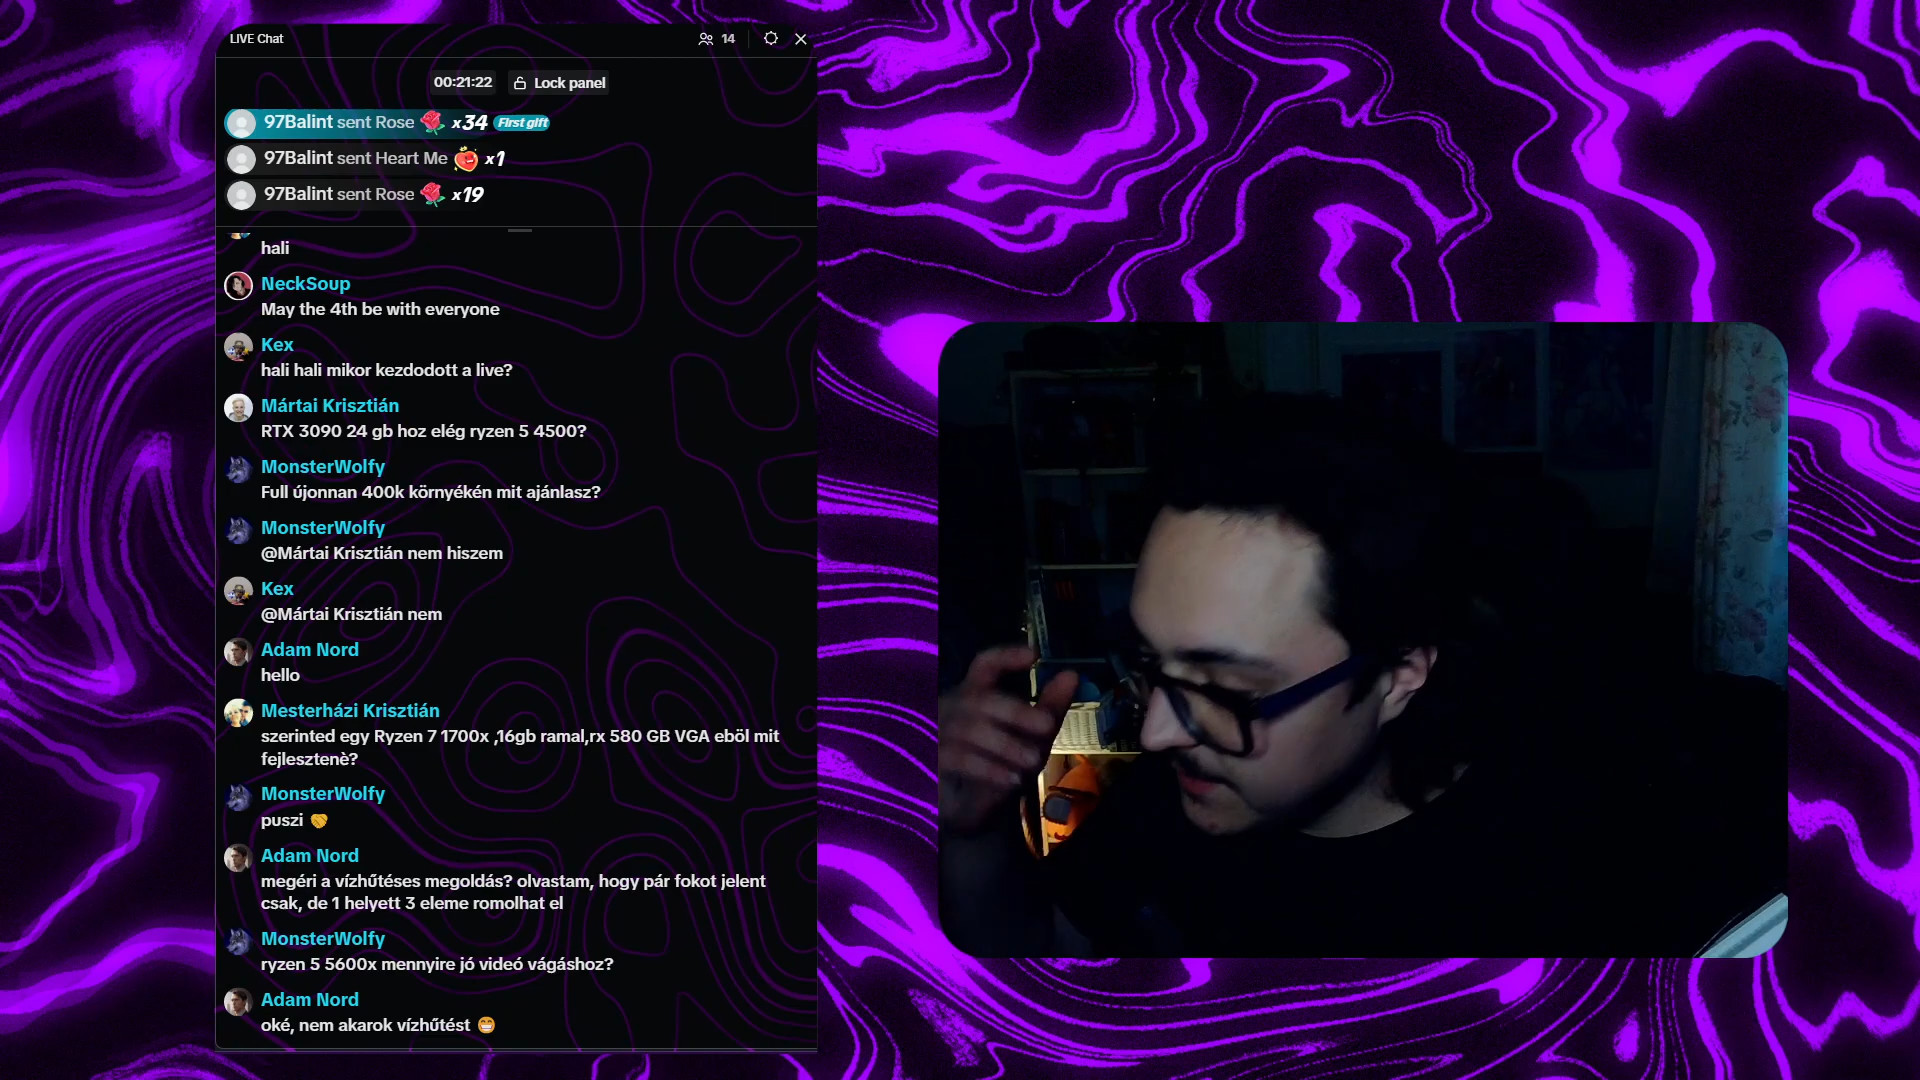 LIVE Chat
14
00:21:22
Lock panel
97Balint sent Rose x34 First gift
97Balint sent Heart Me x1
97Balint sent Rose x19
hali
NeckSoup
May the 4th be with everyone
Kex
hali hali mikor kezdodott a live?
Mártai Krisztián
RTX 3090 24 gb hoz elég ryzen 5 4500?
MonsterWolfy
Full újonnan 400k környékén mit ajánlasz?
MonsterWolfy
@Mártai Krisztián nem hiszem
Kex
@Mártai Krisztián nem
Adam Nord
hello
Mesterházi Krisztián
szerinted egy Ryzen 7 1700x ,16gb ramal,rx 580 GB VGA eböl mit
fejlesztenè?
MonsterWolfy
puszi 🤝
Adam Nord
megéri a vízhűtéses megoldás? olvastam, hogy pár fokot jelent
csak, de 1 helyett 3 eleme romolhat el
MonsterWolfy
ryzen 5 5600x mennyire jó videó vágáshoz?
Adam Nord
oké, nem akarok vízhűtést 😁